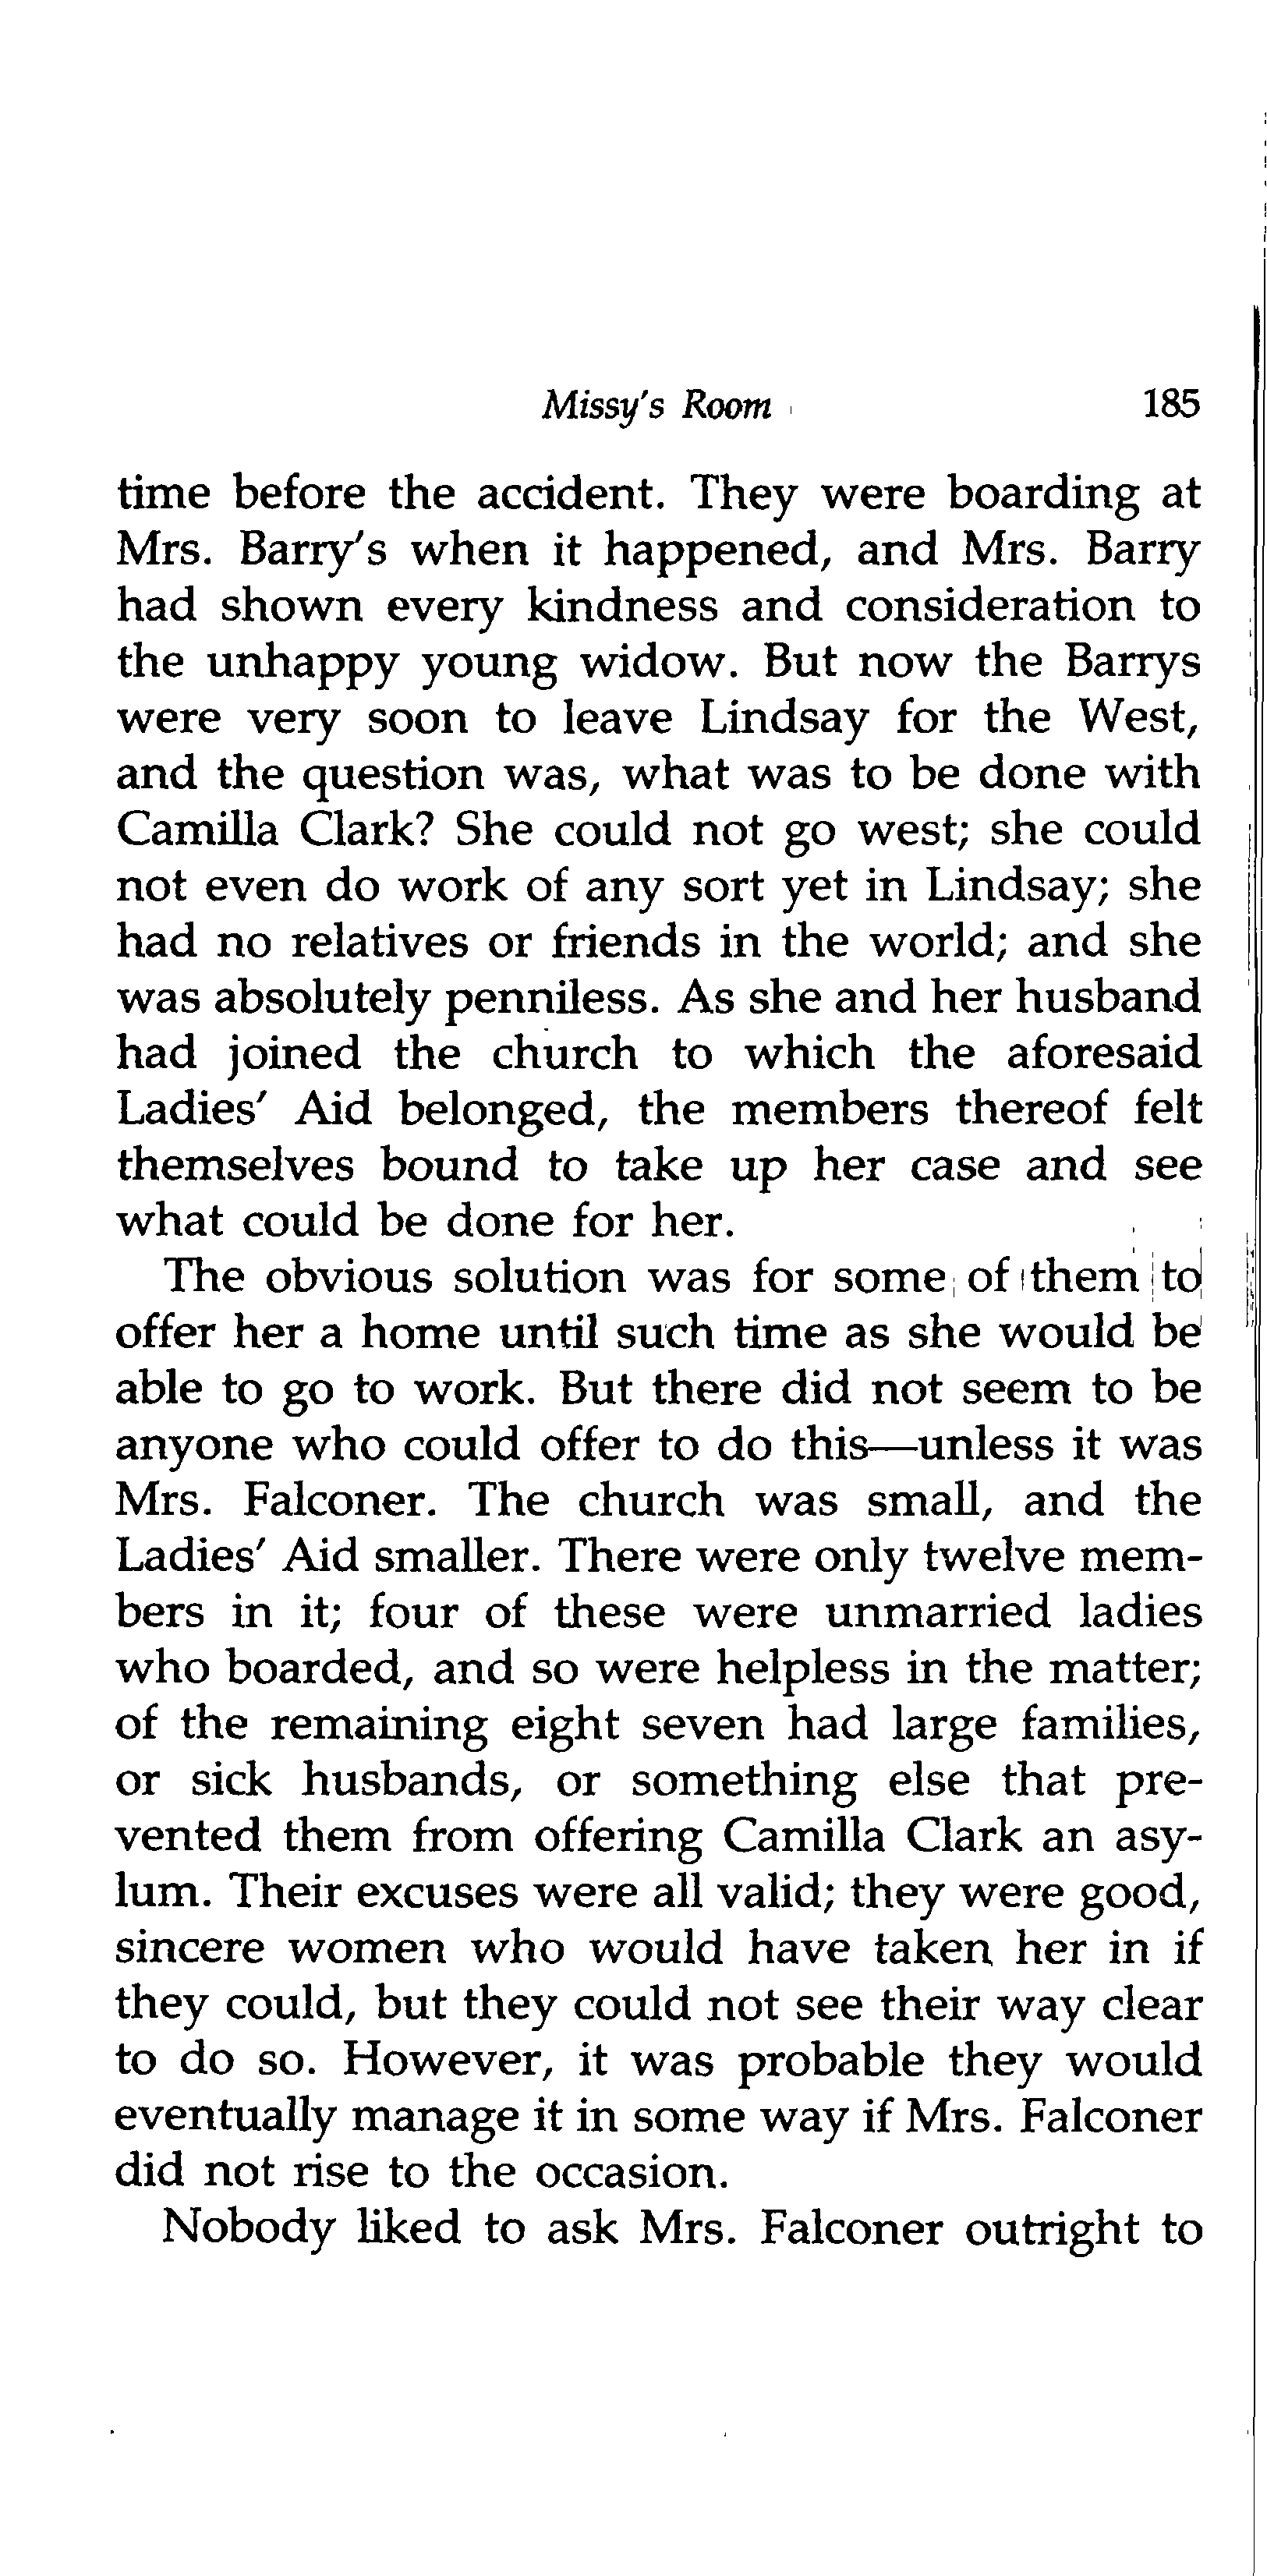 Missy's Room 185
time before the accident. They were boarding at
Mrs. Barry's when it happened, and Mrs. Barry
had shown every kindness and consideration to
the unhappy young widow. But now the Barrys
were very soon to leave Lindsay for the West,
and the question was, what was to be done with
Camilla Clark? She could not go west; she could
not even do work of any sort yet in Lindsay; she
had no relatives or friends in the world; and she
was absolutely penniless. As she and her husband
had joined the church to which the aforesaid
Ladies' Aid belonged, the members thereof felt
themselves bound to take up her case and see
what could be done for her.
The obvious solution was for some of them to
offer her a home until such time as she would be
able to go to work. But there did not seem to be
anyone who could offer to do this—unless it was
Mrs. Falconer. The church was small, and the
Ladies' Aid smaller. There were only twelve mem-
bers in it; four of these were unmarried ladies
who boarded, and so were helpless in the matter;
of the remaining eight seven had large families,
or sick husbands, or something else that pre-
vented them from offering Camilla Clark an asy-
lum. Their excuses were all valid; they were good,
sincere women who would have taken her in if
they could, but they could not see their way clear
to do so. However, it was probable they would
eventually manage it in some way if Mrs. Falconer
did not rise to the occasion.
Nobody liked to ask Mrs. Falconer outright to